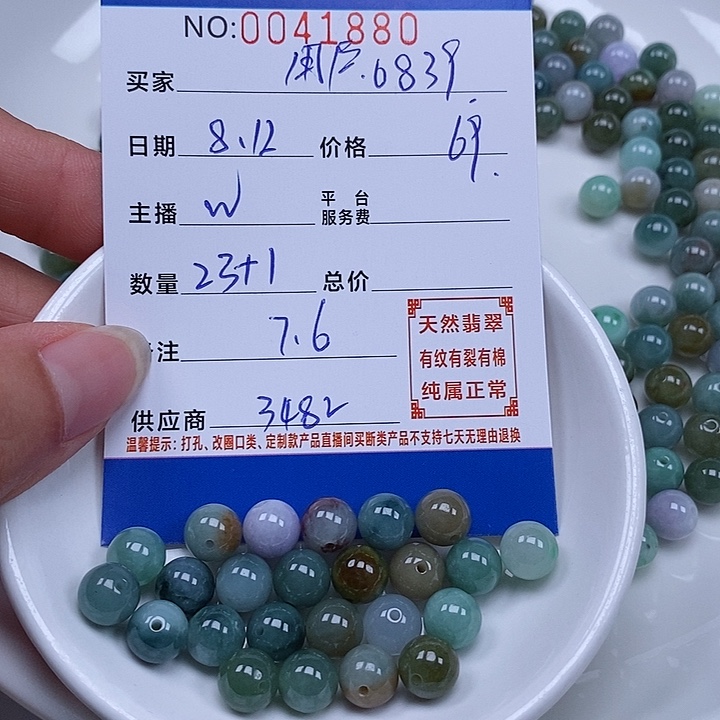 NO:0041880
买家 用户.6839
日期 8.12 价格 69.
主播 W 平台服务费
数量 23+1 总价
备注 7.6
天然翡翠
有纹有裂有棉
纯属正常
供应商 3482
温馨提示：打孔、改圈口类、定制款产品直播间买断类产品不支持七天无理由退换